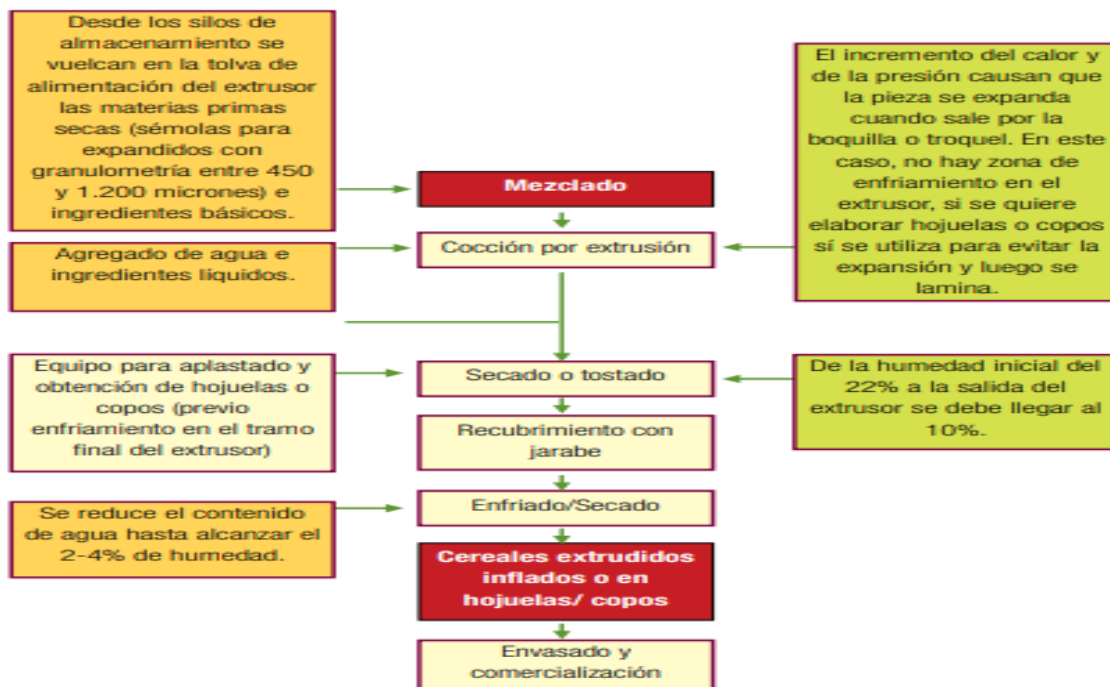 Desde los silos de
almacenamiento se
vuelcan en la tolva de
alimentación del extrusor
las materias primas
secas (sémolas para
expandidos con
granulometría entre 450
y 1.200 micrones) e
ingredientes básicos.
El incremento del calor y
de la presión causan que
la pieza se expanda
cuando sale por la
boquilla o troquel. En este
caso, no hay zona de
enfriamiento en el
extrusor, si se quiere
elaborar hojuelas o copos
sí se utiliza para evitar la
expansión y luego se
lamina.
Mezclado
Agregado de agua e
ingredientes líquidos.
Cocción por extrusión
Equipo para aplastado y
obtención de hojuelas o
copos (previo
enfriamiento en el tramo
final del extrusor)
Secado o tostado
De la humedad inicial del
22% a la salida del
extrusor se debe llegar al
10%.
Recubrimiento con
jarabe
Se reduce el contenido
de agua hasta alcanzar el
2-4% de humedad.
Enfriado/Secado
Cereales extrudidos
inflados o en
hojuelas/ copos
Envasado y
comercialización